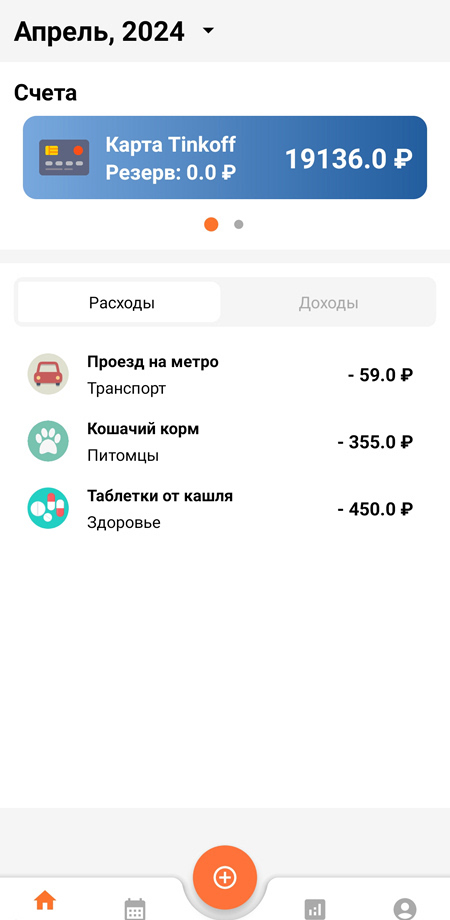 Апрель, 2024
Счета
Карта Tinkoff
Резерв: 0.0 ₽
19136.0 ₽
Расходы
Доходы
Проезд на метро
Транспорт
- 59.0 ₽
Кошачий корм
Питомцы
- 355.0 ₽
Таблетки от кашля
Здоровье
- 450.0 ₽